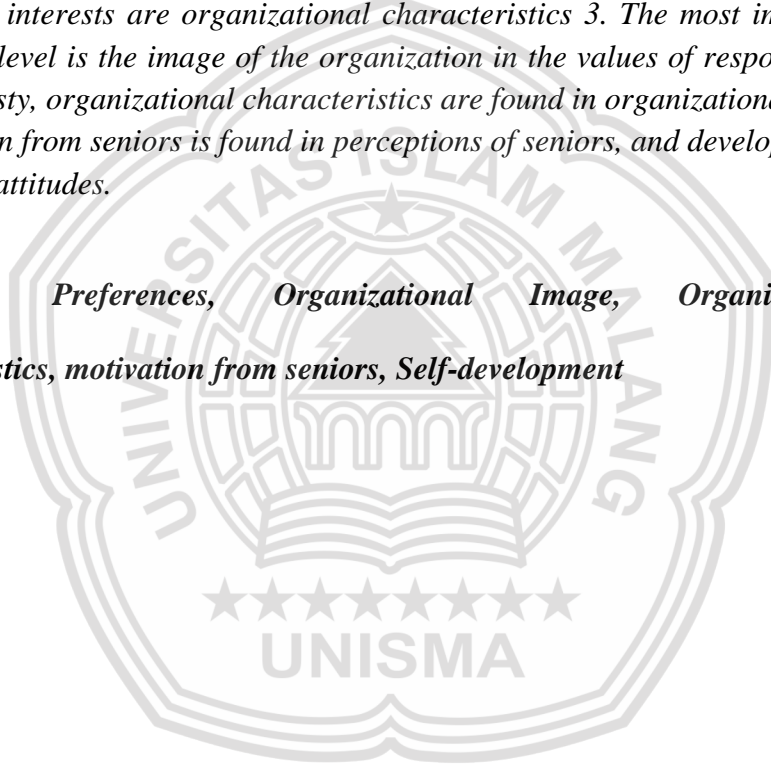 interests are organizational characteristics 3. The most im
level is the image of the organization in the values of respo
sty, organizational characteristics are found in organizational
n from seniors is found in perceptions of seniors, and develop
attitudes.
Preferences, Organizational Image, Organi
stics, motivation from seniors, Self-development
UNIVERSITAS ISLAM MALANG
UNISMA